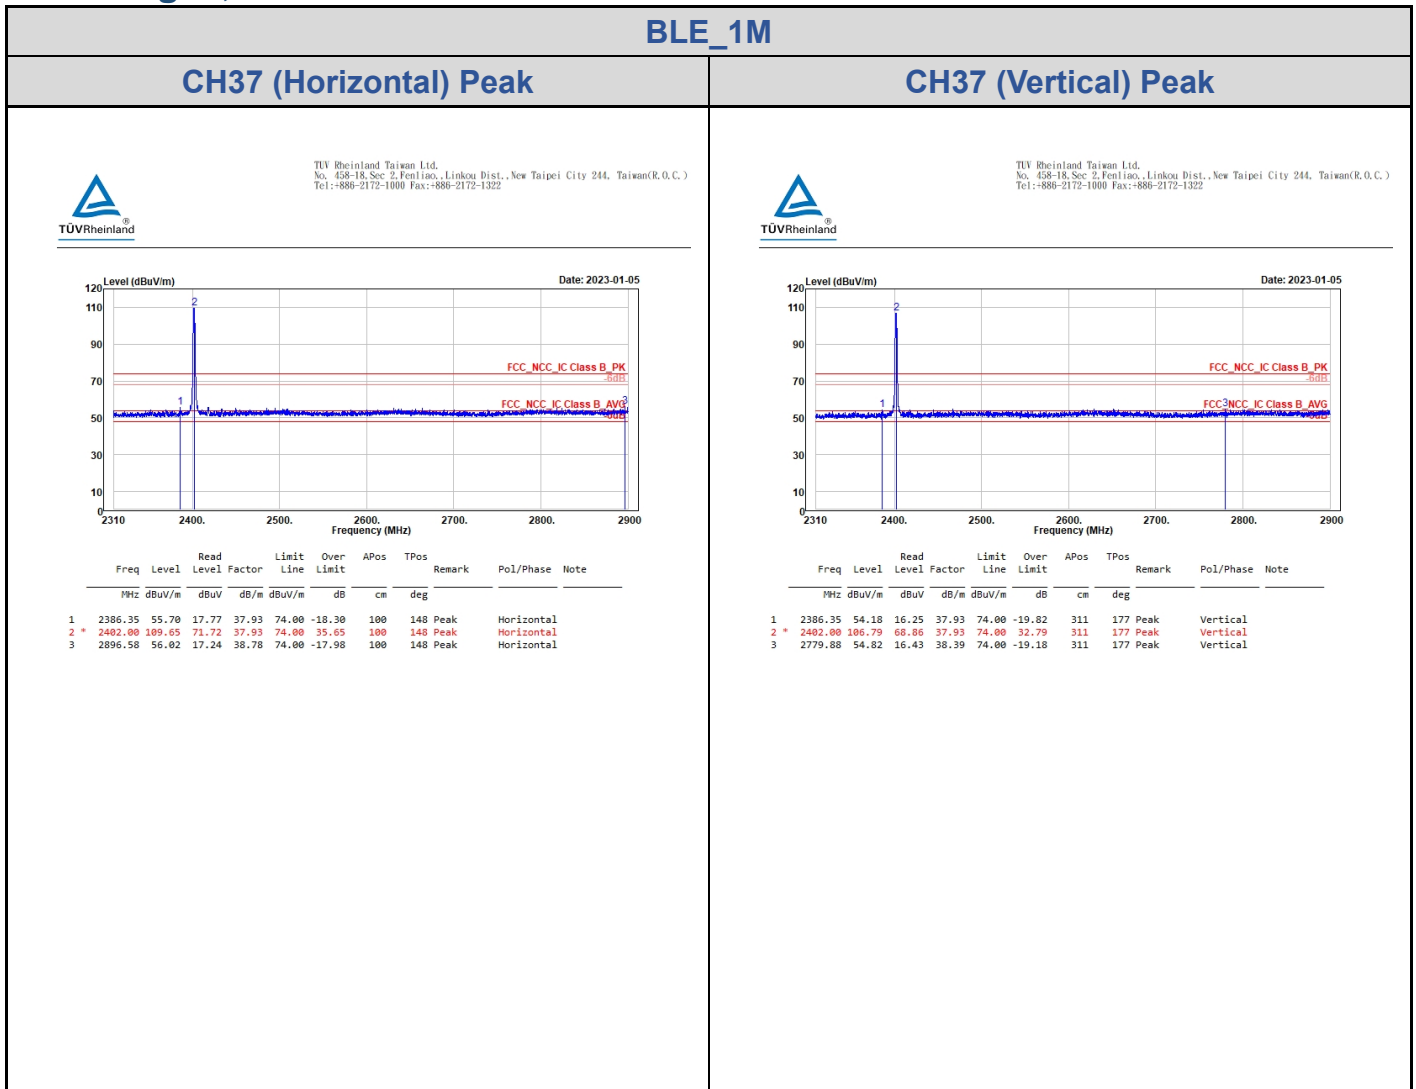 BLE_1M
CH37 (Horizontal) Peak
CH37 (Vertical) Peak
TUV Rheinland Taiwan Ltd.
No. 458-18, Sec 2, Fenliao., Linkou Dist., New Taipei City 244, Taiwan(R.O.C.)
Tel:+886-2172-1000 Fax:+886-2172-1322
TÜVRheinland ®
Level (dBuV/m) Date: 2023-01-05
120
110
90
70
50
30
10
0
2
1
3
FCC_NCC_IC Class B_PK
-6dB
FCC_NCC_IC Class B_AVG
-6dB
2310 2400. 2500. 2600. 2700. 2800. 2900
Frequency (MHz)
Read Limit Over APos TPos
Freq Level Level Factor Line Limit Remark Pol/Phase Note
MHz dBuV/m dBuV dB/m dBuV/m dB cm deg
1 2386.35 55.70 17.77 37.93 74.00 -18.30 100 148 Peak Horizontal
2 * 2402.00 109.65 71.72 37.93 74.00 35.65 100 148 Peak Horizontal
3 2896.58 56.02 17.24 38.78 74.00 -17.98 100 148 Peak Horizontal
TUV Rheinland Taiwan Ltd.
No. 458-18, Sec 2, Fenliao., Linkou Dist., New Taipei City 244, Taiwan(R.O.C.)
Tel:+886-2172-1000 Fax:+886-2172-1322
TÜVRheinland ®
Level (dBuV/m) Date: 2023-01-05
120
110
90
70
50
30
10
0
2
1
3
FCC_NCC_IC Class B_PK
-6dB
FCC_NCC_IC Class B_AVG
-6dB
2310 2400. 2500. 2600. 2700. 2800. 2900
Frequency (MHz)
Read Limit Over APos TPos
Freq Level Level Factor Line Limit Remark Pol/Phase Note
MHz dBuV/m dBuV dB/m dBuV/m dB cm deg
1 2386.35 54.18 16.25 37.93 74.00 -19.82 311 177 Peak Vertical
2 * 2402.00 106.79 68.86 37.93 74.00 32.79 311 177 Peak Vertical
3 2779.88 54.82 16.43 38.39 74.00 -19.18 311 177 Peak Vertical